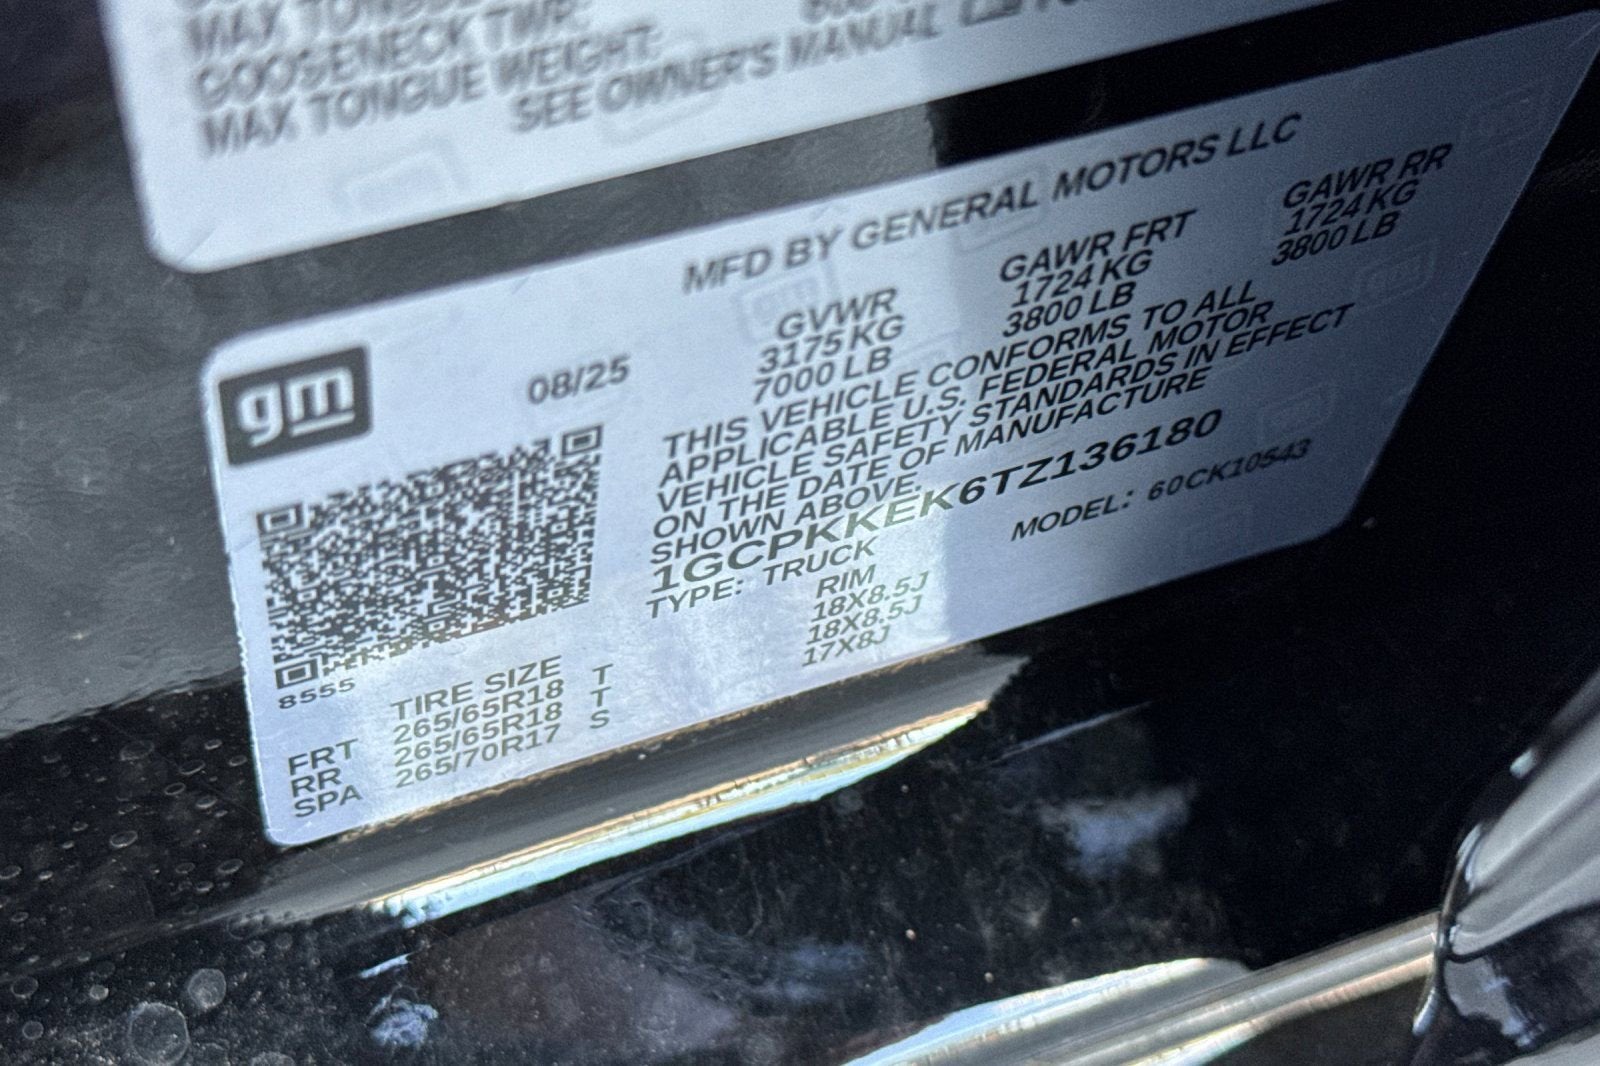 MAX TONGUE
GOOSENECK TWR:
MAX TONGUE WEIGHT:
SEE OWNER'S MANUAL
MFD BY GENERAL MOTORS LLC
gm
08/25
GVWR GAWR FRT GAWR RR
3175 KG 1724 KG 1724 KG
7000 LB 3800 LB 3800 LB
THIS VEHICLE CONFORMS TO ALL
APPLICABLE U.S. FEDERAL MOTOR
VEHICLE SAFETY STANDARDS IN EFFECT
ON THE DATE OF MANUFACTURE
SHOWN ABOVE.
1GCPKKEK6TZ136180
TYPE: TRUCK MODEL: 60CK10543
8555
TIRE SIZE RIM
FRT 265/65R18 T 18X8.5J
RR 265/65R18 T 18X8.5J
SPA 265/70R17 S 17X8J